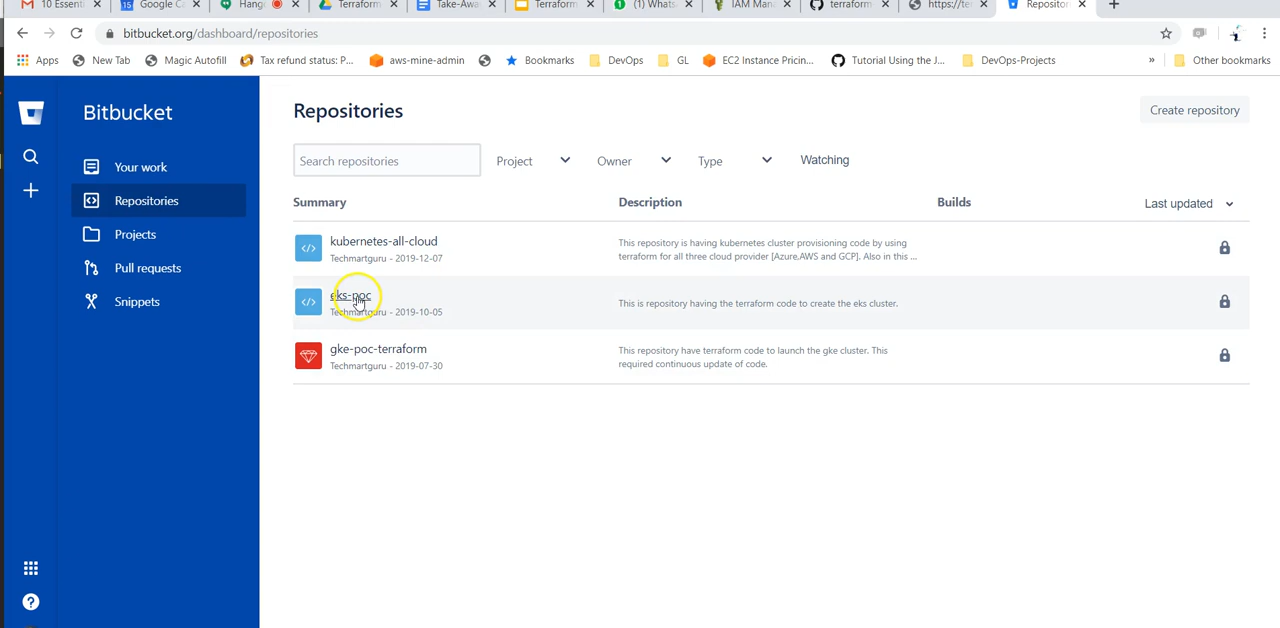 10 Essent
Google C
Hang
Terraform
Take-Awa
Terraform
(1) Whats
IAM Man
terraform
https://te
Reposito
bitbucket.org/dashboard/repositories
Apps
New Tab
Magic Autofill
Tax refund status: P...
aws-mine-admin
Bookmarks
DevOps
GL
EC2 Instance Pricin...
Tutorial Using the J...
DevOps-Projects
»
Other bookmarks
Bitbucket
Your work
Repositories
Projects
Pull requests
Snippets
Repositories
Create repository
Search repositories
Project
Owner
Type
Watching
Summary
Description
Builds
Last updated
kubernetes-all-cloud
Techmartguru - 2019-12-07
This repository is having kubernetes cluster provisioning code by using
terraform for all three cloud provider [Azure,AWS and GCP]. Also in this ...
eks-poc
Techmartguru - 2019-10-05
This is repository having the terraform code to create the eks cluster.
gke-poc-terraform
Techmartguru - 2019-07-30
This repository have terraform code to launch the gke cluster. This
required continuous update of code.